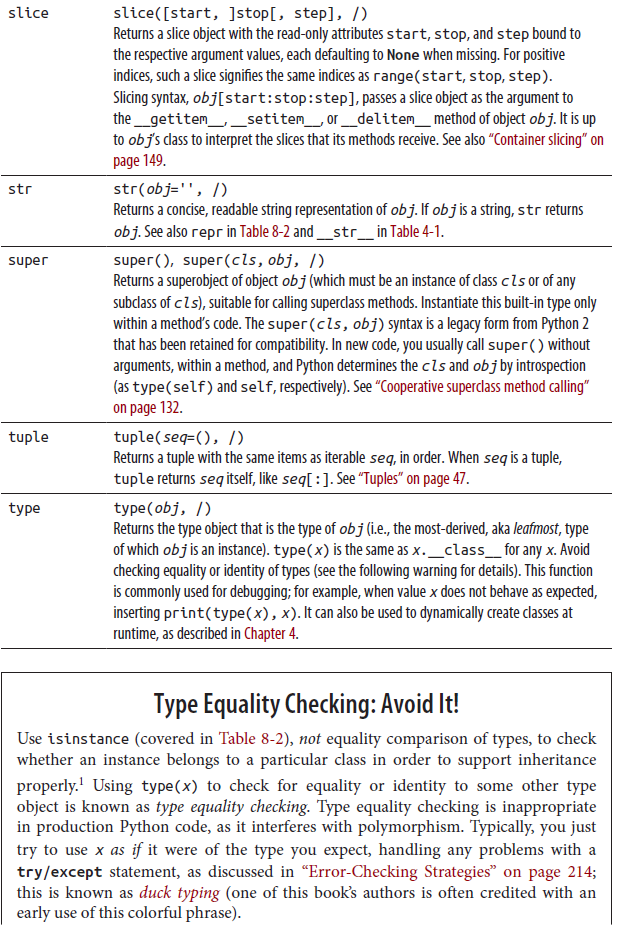 slice slice([start, ]stop[, step], /)
Returns a slice object with the read-only attributes start, stop, and step bound to
the respective argument values, each defaulting to None when missing. For positive
indices, such a slice signifies the same indices as range(start, stop, step).
Slicing syntax, obj[start:stop:step], passes a slice object as the argument to
the __getitem__, __setitem__, or __delitem__ method of object obj. It is up
to obj's class to interpret the slices that its methods receive. See also “Container slicing” on
page 149.
str str(obj='', /)
Returns a concise, readable string representation of obj. If obj is a string, str returns
obj. See also repr in Table 8-2 and __str__ in Table 4-1.
super super(), super(cls, obj, /)
Returns a superobject of object obj (which must be an instance of class cls or of any
subclass of cls), suitable for calling superclass methods. Instantiate this built-in type only
within a method's code. The super(cls, obj) syntax is a legacy form from Python 2
that has been retained for compatibility. In new code, you usually call super() without
arguments, within a method, and Python determines the cls and obj by introspection
(as type(self) and self, respectively). See “Cooperative superclass method calling”
on page 132.
tuple tuple(seq=(), /)
Returns a tuple with the same items as iterable seq, in order. When seq is a tuple,
tuple returns seq itself, like seq[:]. See “Tuples” on page 47.
type type(obj, /)
Returns the type object that is the type of obj (i.e., the most-derived, aka leafmost, type
of which obj is an instance). type(x) is the same as x.__class__ for any x. Avoid
checking equality or identity of types (see the following warning for details). This function
is commonly used for debugging; for example, when value x does not behave as expected,
inserting print(type(x), x). It can also be used to dynamically create classes at
runtime, as described in Chapter 4.
Type Equality Checking: Avoid It!
Use isinstance (covered in Table 8-2), not equality comparison of types, to check
whether an instance belongs to a particular class in order to support inheritance
properly.1 Using type(x) to check for equality or identity to some other type
object is known as type equality checking. Type equality checking is inappropriate
in production Python code, as it interferes with polymorphism. Typically, you just
try to use x as if it were of the type you expect, handling any problems with a
try/except statement, as discussed in “Error-Checking Strategies” on page 214;
this is known as duck typing (one of this book's authors is often credited with an
early use of this colorful phrase).